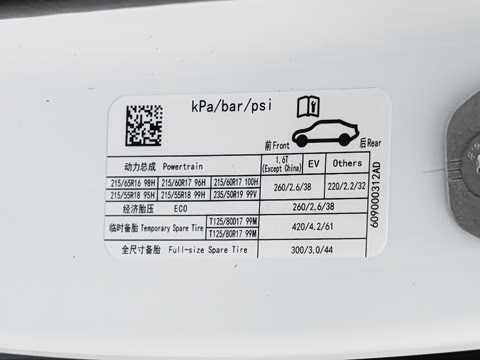 kPa/bar/psi
前Front 后Rear
动力总成 Powertrain 1.6T (Except China) EV Others
215/65R16 98H 215/60R17 96H 215/60R17 100H 260/2.6/38 220/2.2/32
215/55R18 95H 215/55R18 99H 235/50R19 99V
经济胎压 ECO 260/2.6/38
临时备胎 Temporary Spare Tire T125/80D17 99M 420/4.2/61
T125/80R17 99M
全尺寸备胎 Full-size Spare Tire 300/3.0/44
609000312AD